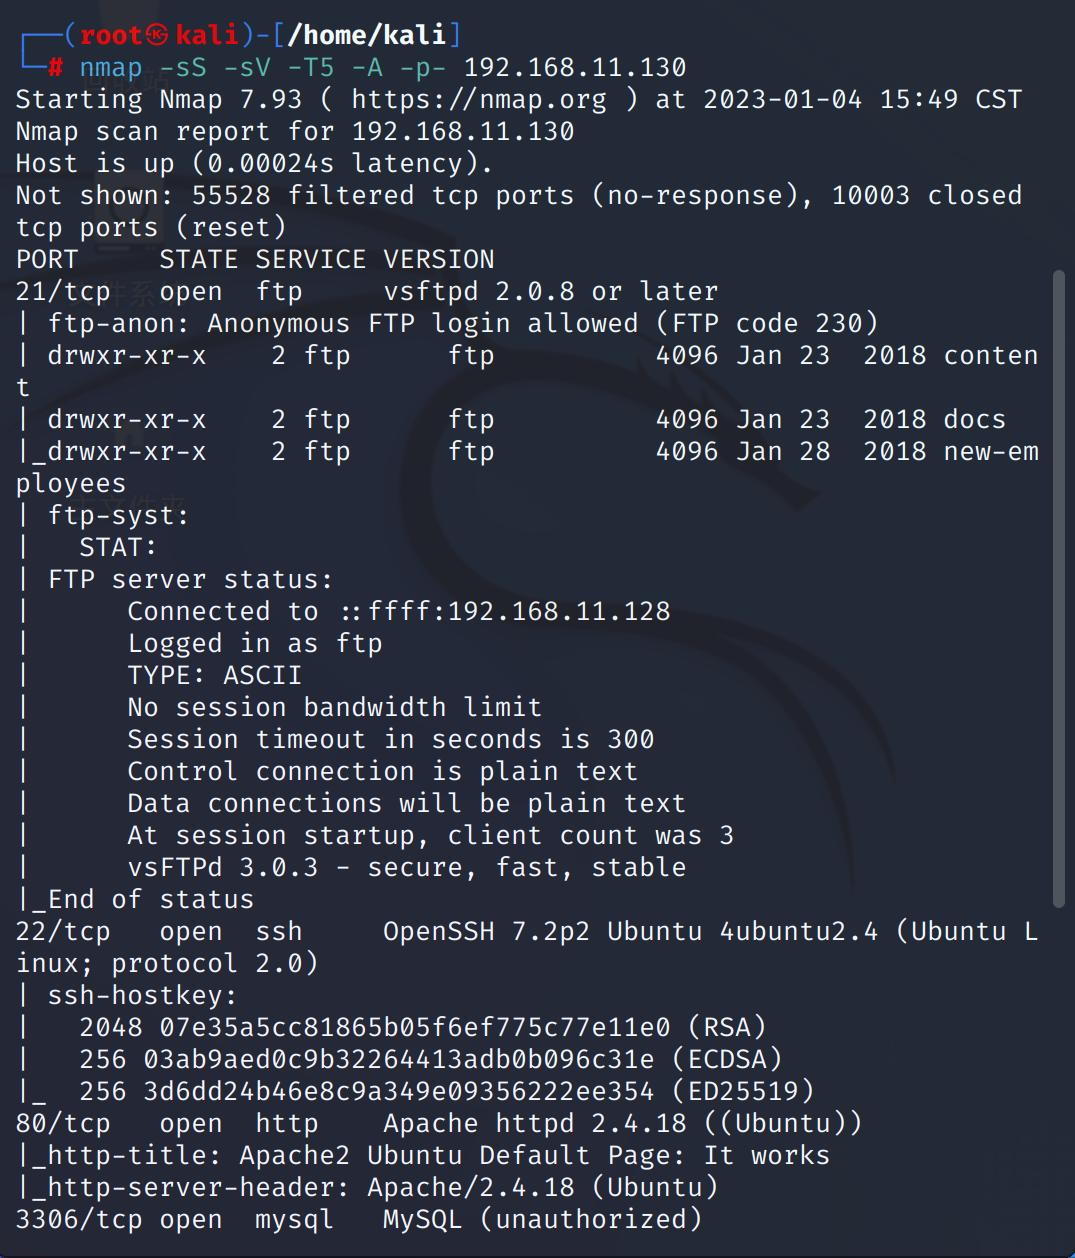 ┌──(root㉿kali)-[/home/kali]
└─# nmap -sS -sV -T5 -A -p- 192.168.11.130
Starting Nmap 7.93 ( https://nmap.org ) at 2023-01-04 15:49 CST
Nmap scan report for 192.168.11.130
Host is up (0.00024s latency).
Not shown: 55528 filtered tcp ports (no-response), 10003 closed
tcp ports (reset)
PORT     STATE SERVICE VERSION
21/tcp   open  ftp     vsftpd 2.0.8 or later
| ftp-anon: Anonymous FTP login allowed (FTP code 230)
| drwxr-xr-x    2 ftp      ftp          4096 Jan 23  2018 conten
t
| drwxr-xr-x    2 ftp      ftp          4096 Jan 23  2018 docs
|_drwxr-xr-x    2 ftp      ftp          4096 Jan 28  2018 new-em
ployees
| ftp-syst:
|   STAT:
| FTP server status:
|      Connected to ::ffff:192.168.11.128
|      Logged in as ftp
|      TYPE: ASCII
|      No session bandwidth limit
|      Session timeout in seconds is 300
|      Control connection is plain text
|      Data connections will be plain text
|      At session startup, client count was 3
|      vsFTPd 3.0.3 - secure, fast, stable
|_End of status
22/tcp   open  ssh     OpenSSH 7.2p2 Ubuntu 4ubuntu2.4 (Ubuntu L
inux; protocol 2.0)
| ssh-hostkey:
|   2048 07e35a5cc81865b05f6ef775c77e11e0 (RSA)
|   256 03ab9aed0c9b32264413adb0b096c31e (ECDSA)
|_  256 3d6dd24b46e8c9a349e09356222ee354 (ED25519)
80/tcp   open  http    Apache httpd 2.4.18 ((Ubuntu))
|_http-title: Apache2 Ubuntu Default Page: It works
|_http-server-header: Apache/2.4.18 (Ubuntu)
3306/tcp open  mysql   MySQL (unauthorized)